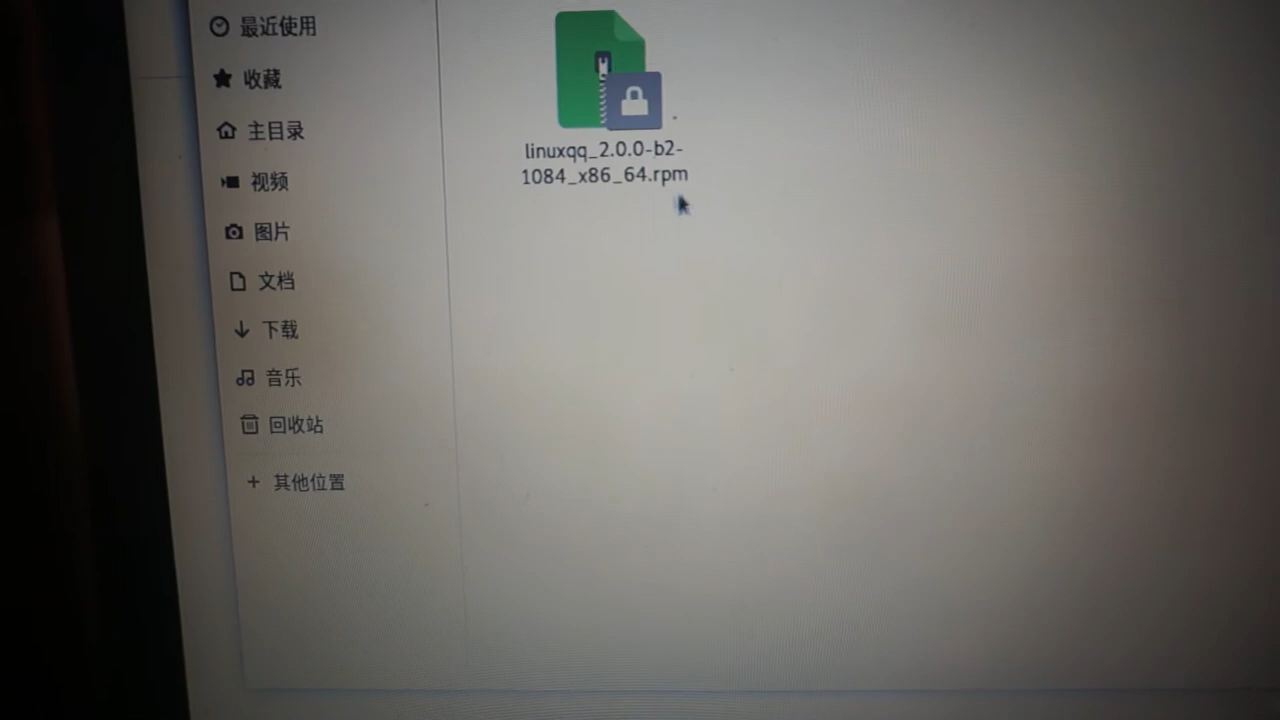 最近使用
收藏
主目录
视频
图片
文档
下载
音乐
回收站
+ 其他位置
linuxqq_2.0.0-b2-
1084_x86_64.rpm